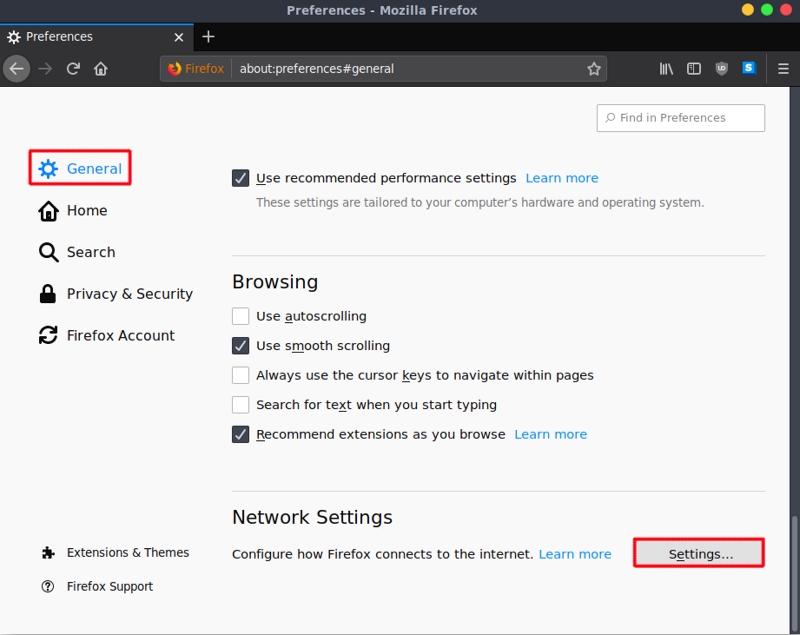 Preferences - Mozilla Firefox
Preferences
Firefox
about:preferences#general
Find in Preferences
General
Home
Search
Privacy & Security
Firefox Account
Extensions & Themes
Firefox Support
Use recommended performance settings Learn more
These settings are tailored to your computer’s hardware and operating system.
Browsing
Use autoscrolling
Use smooth scrolling
Always use the cursor keys to navigate within pages
Search for text when you start typing
Recommend extensions as you browse Learn more
Network Settings
Configure how Firefox connects to the internet. Learn more
Settings…